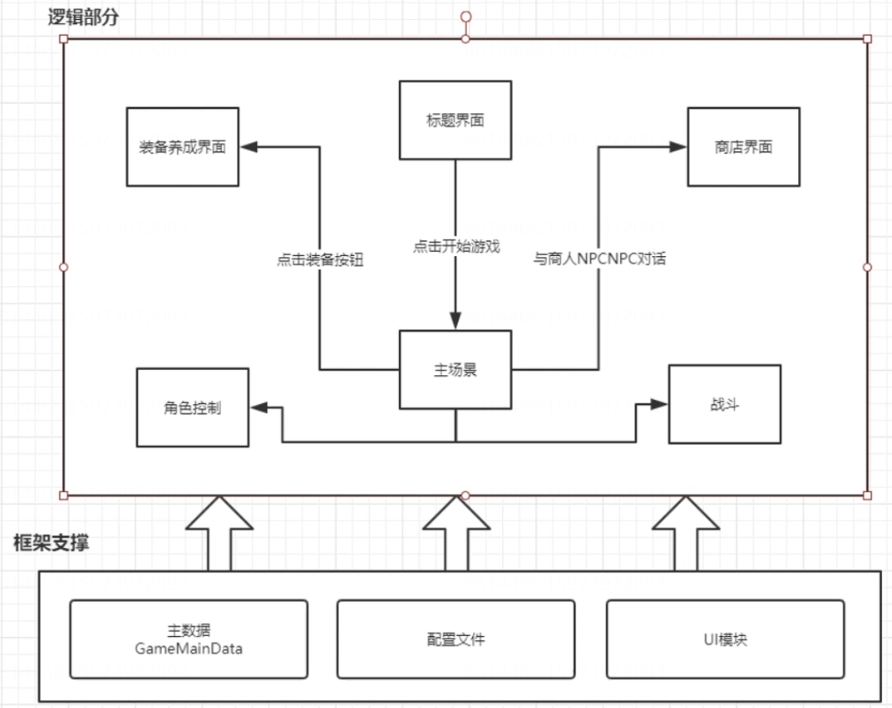 逻辑部分
标题界面
装备养成界面
商店界面
点击装备按钮
点击开始游戏
与商人NPCNPC对话
主场景
角色控制
战斗
框架支撑
主数据
GameMainData
配置文件
UI模块